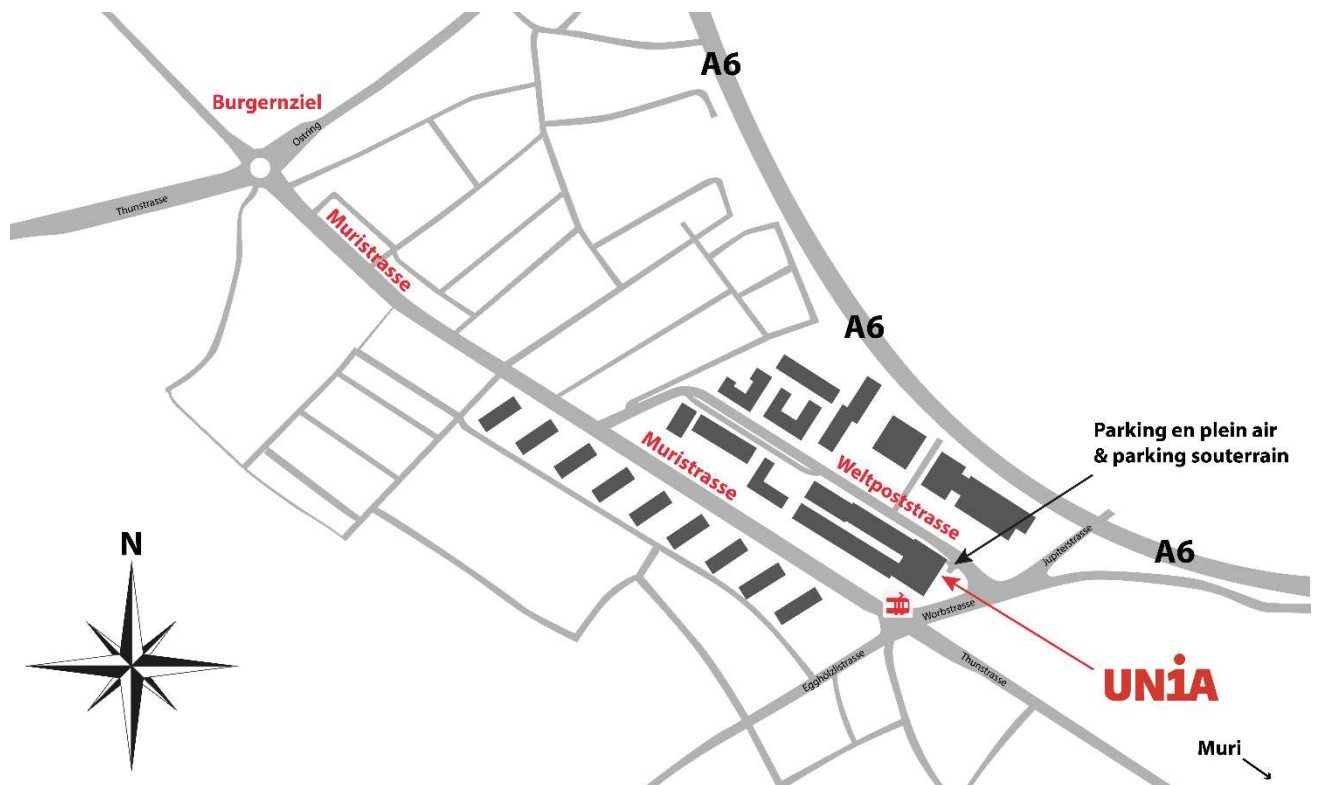 A6
Burgernziel
Ostring
Thunstrasse
Muristrasse
A6
Parking en plein air
& parking souterrain
Muristrasse
Weltpoststrasse
Jupiterstrasse
A6
N
Worbstrasse
Eggholzlistrasse
Thunstrasse
UNiA
Muri